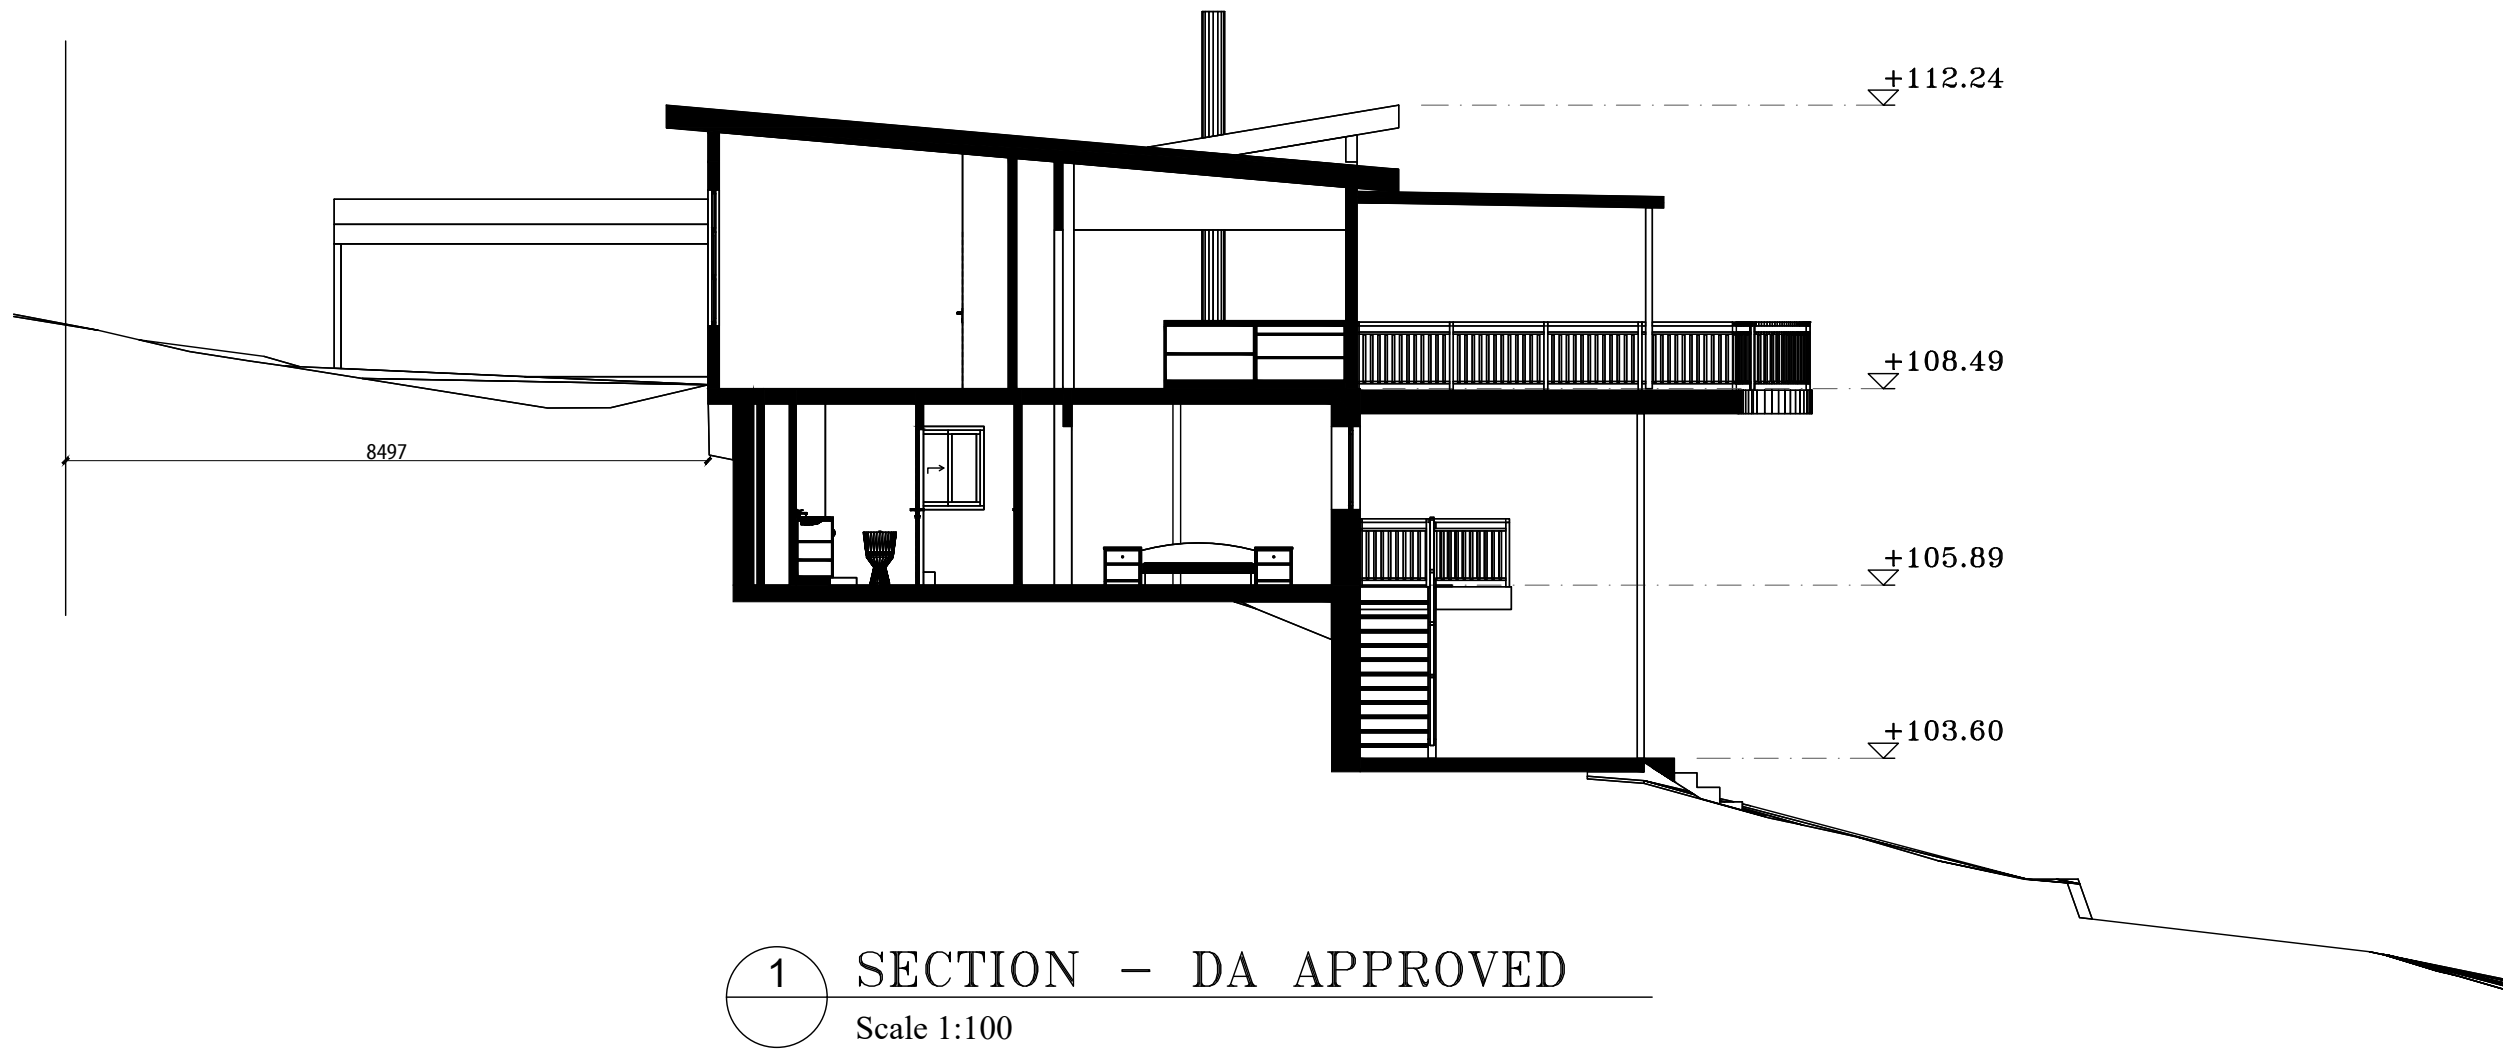 +112.24
+108.49
8497
+105.89
+103.60
1 SECTION - DA APPROVED
Scale 1:100